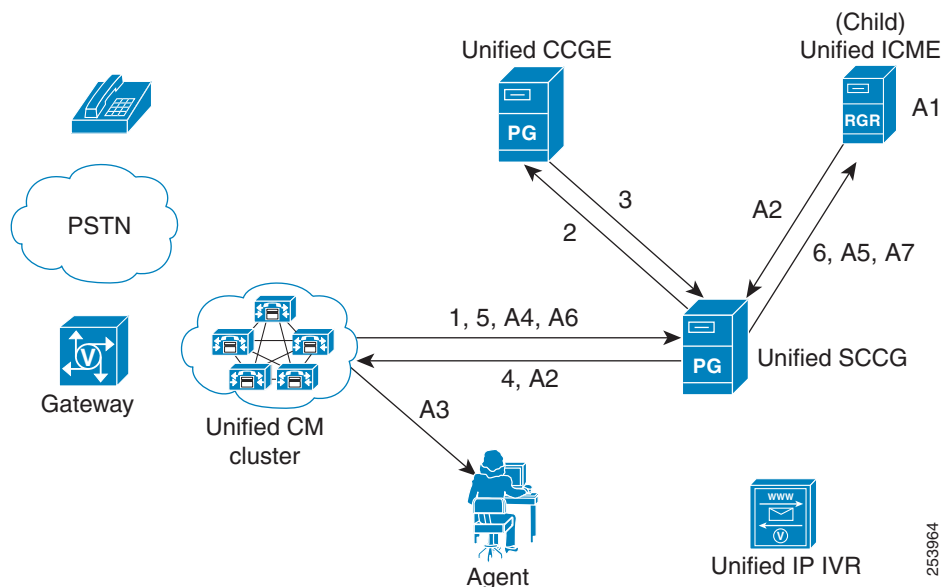 (Child)
Unified CCGE
Unified ICME
PG
RGR
A1
PSTN
3
2
A2
6, A5, A7
1, 5, A4, A6
PG
Unified SCCG
4, A2
V
Gateway
Unified CM
cluster
A3
Agent
WWW
V
Unified IP IVR
253964